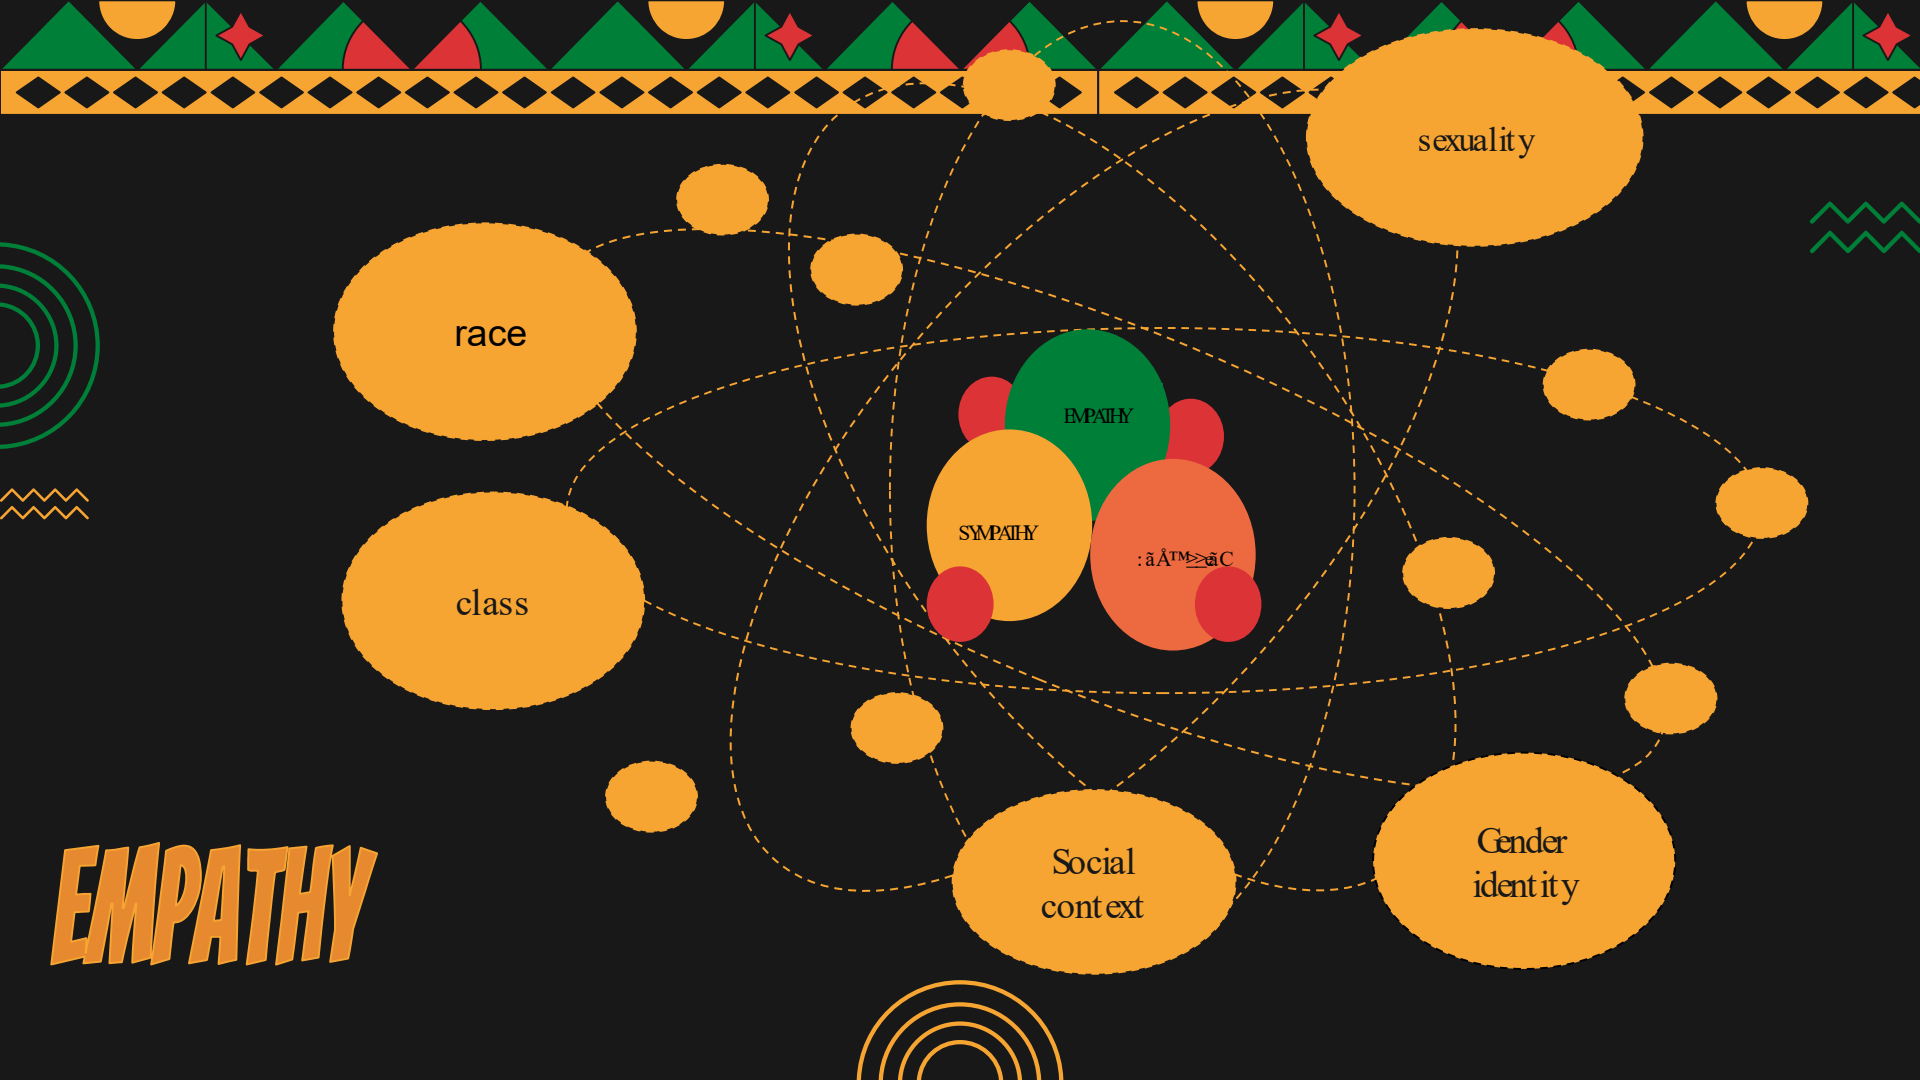 sexuality
race
EMPATHY
SYMPATHY
class
Social
context
Gender
identity
EMPATHY